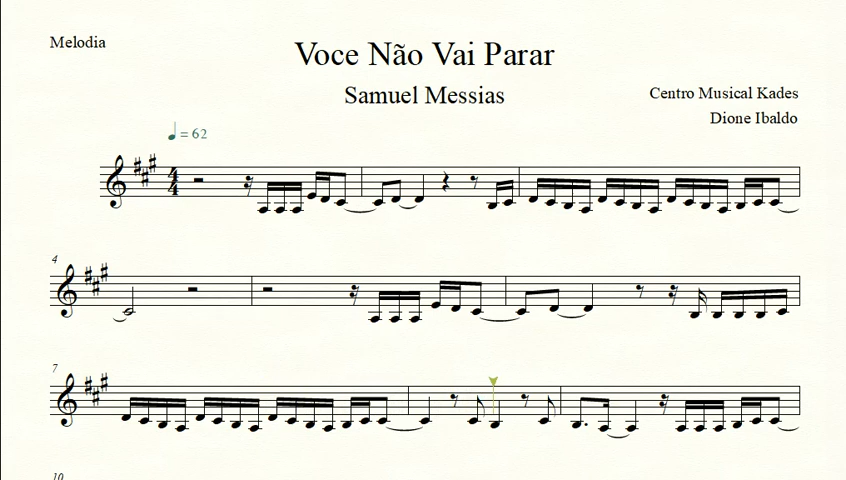 Melodia
Voce Não Vai Parar
Samuel Messias
Centro Musical Kades
Dione Ibaldo
= 62
4
4
4
7
10